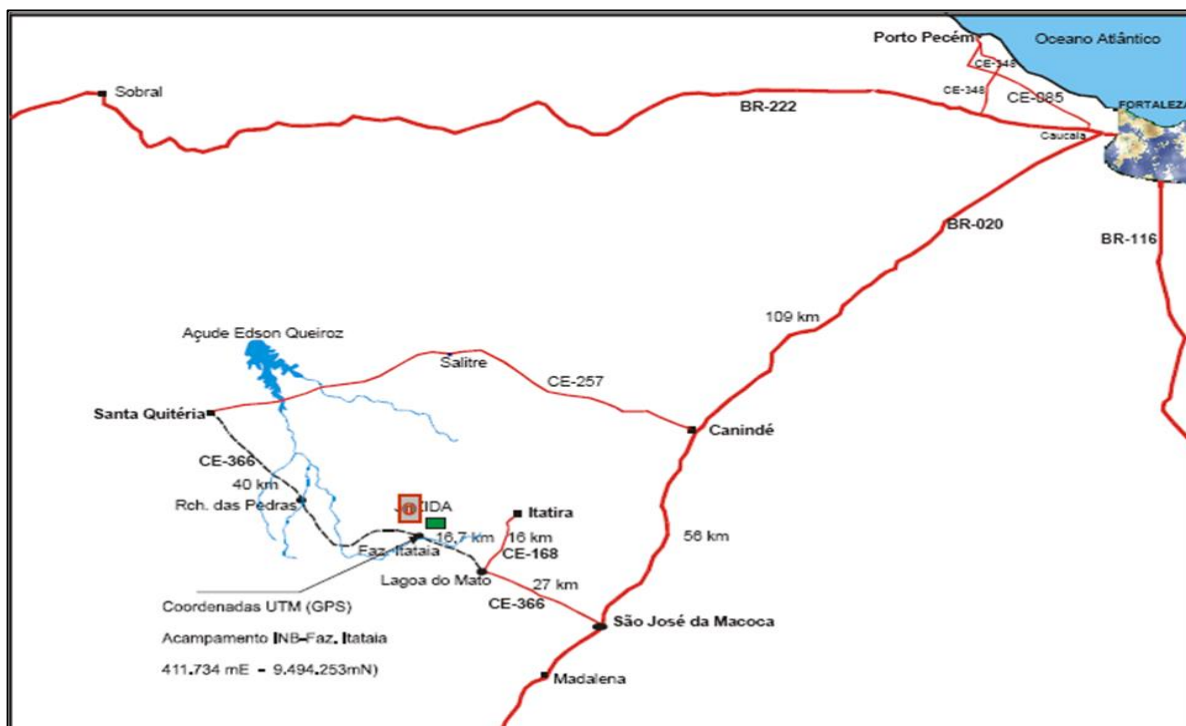 Porto Pecém
Oceano Atlântico
CE-348
CE-348
CE-085
Sobral
BR-222
FORTALEZA
Caucaia
BR-020
BR-116
109 km
Açude Edson Queiroz
Salitre
CE-257
Santa Quitéria
Canindé
CE-366
40 km
Rch. das Pedras
Itatira
16,7 km
16 km
56 km
Faz. Itataia
CE-168
Lagoa do Mato
27 km
CE-366
Coordenadas UTM (GPS)
São José da Macoca
Acampamento INB-Faz. Itataia
411.734 mE - 9.494.253mN)
Madalena